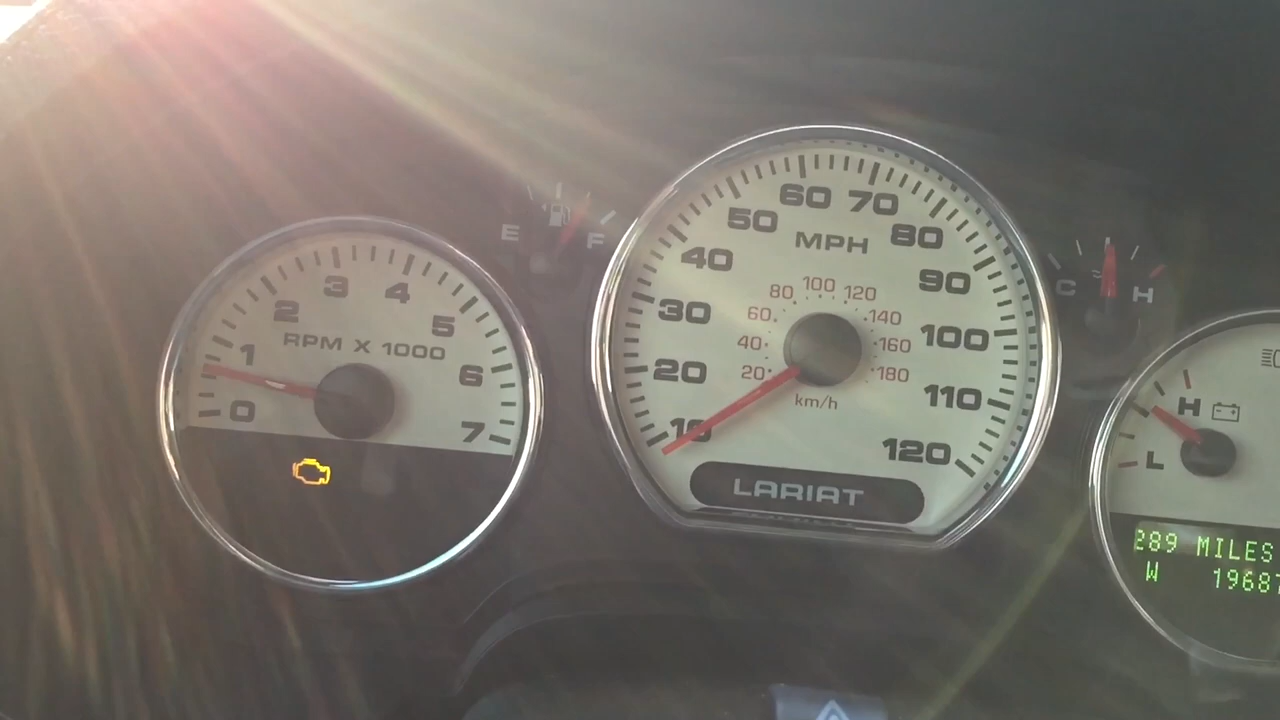 E F
0 1 2 3 4 5 6 7
RPM X 1000
10 20 30 40 50 60 70 80 90 100 110 120
MPH
20 40 60 80 100 120 140 160 180
km/h
LARIAT
C H
H
L
289 MILES
W 19687